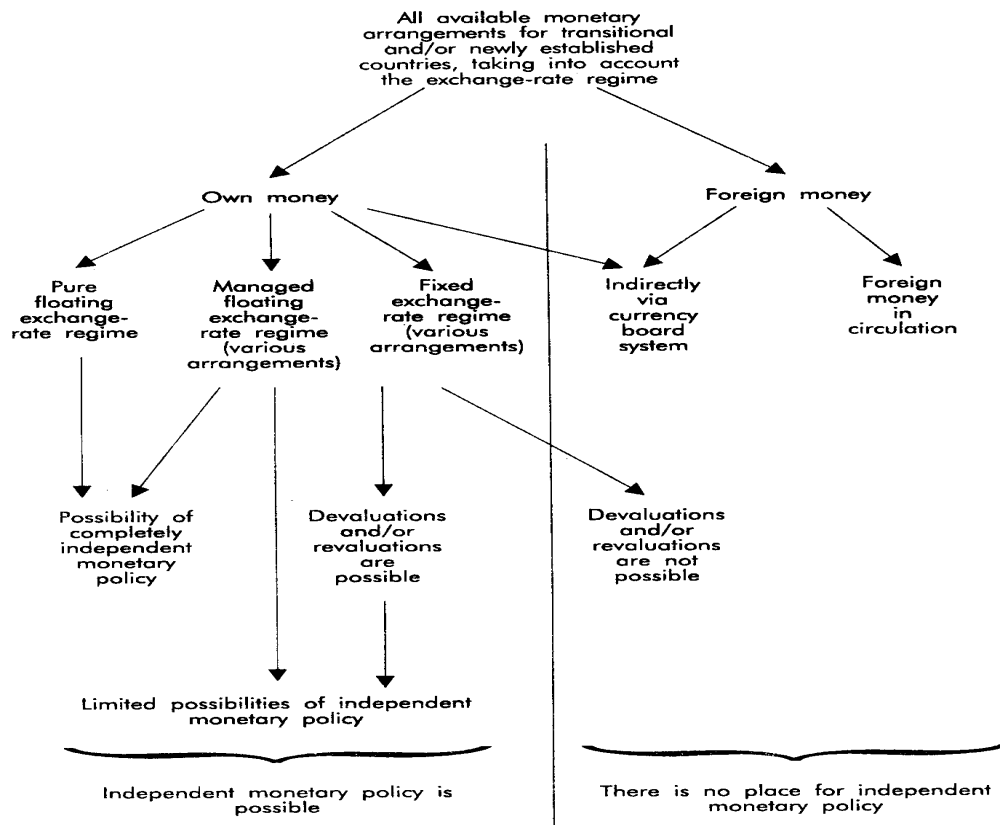 All available monetary
arrangements for transitional
and/or newly established
countries, taking into account
the exchange-rate regime
Own money
Foreign money
Pure
floating
exchange-
rate regime
Managed
floating
exchange-
rate regime
(various
arrangements)
Fixed
exchange-
rate regime
(various
arrangements)
Indirectly
via
currency
board
system
Foreign
money
in
circulation
Possibility of
completely
independent
monetary
policy
Devaluations
and/or
revaluations
are
possible
Devaluations
and/or
revaluations
are not
possible
Limited possibilities of independent
monetary policy
Independent monetary policy is
possible
There is no place for independent
monetary policy